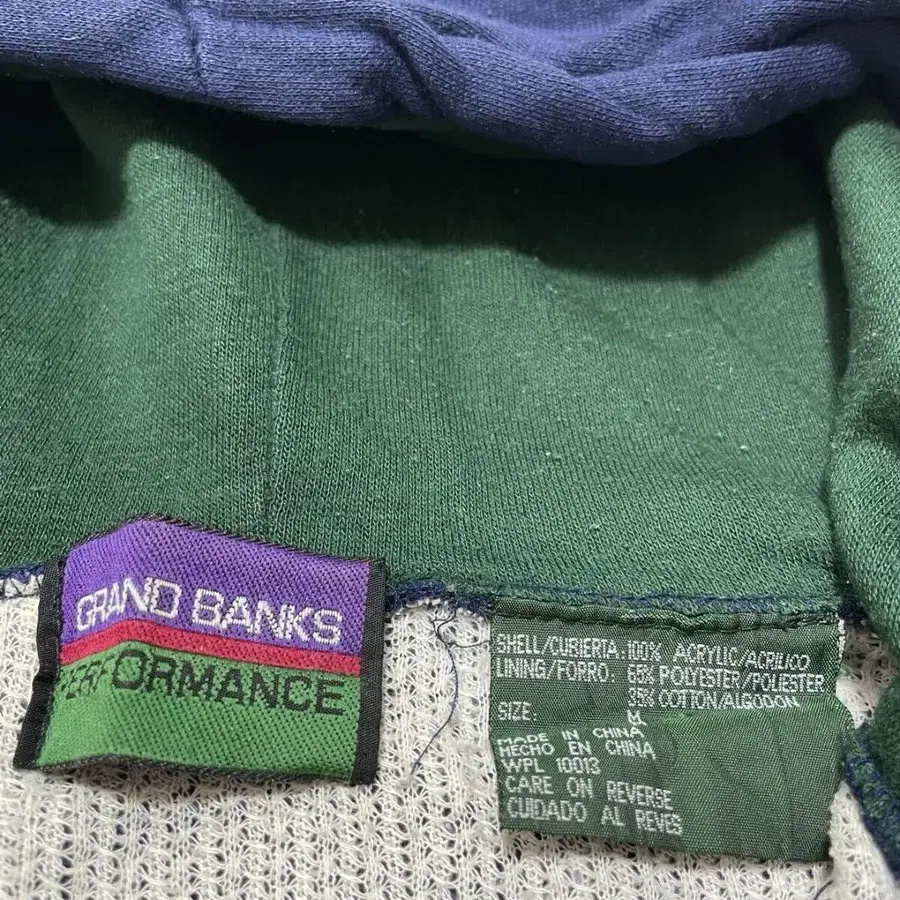 GRAND BANKS
PERFORMANCE
SHELL/CUBIERTA: 100% ACRYLIC/ACRILICO
LINING/FORRO: 65% POLYESTER/POLIESTER
35% COTTON/ALGODON
SIZE: M
MADE IN CHINA
HECHO EN CHINA
WPL 10013
CARE ON REVERSE
CUIDADO AL REVES